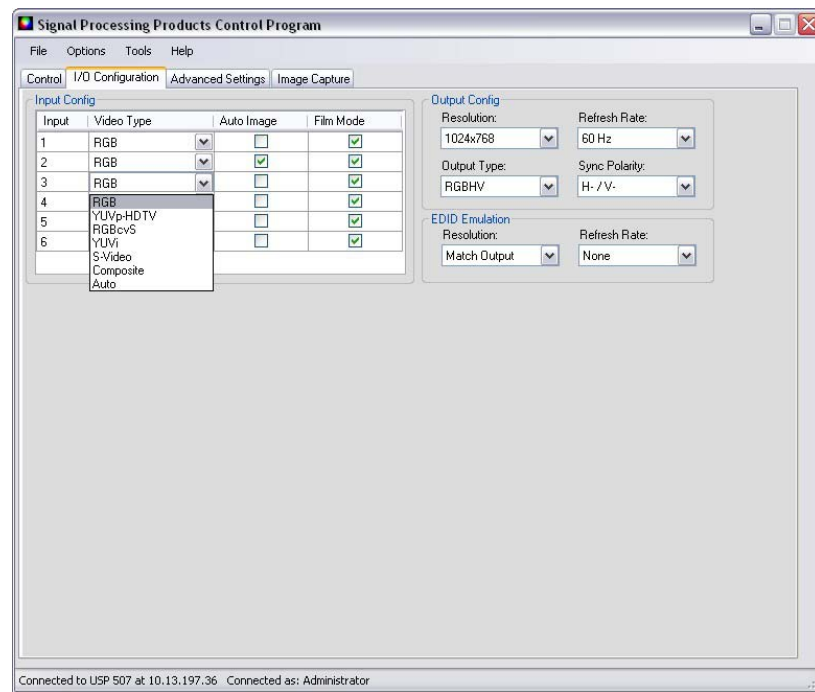 Signal Processing Products Control Program
File Options Tools Help
Control I/O Configuration Advanced Settings Image Capture
Input Config
Input Video Type Auto Image Film Mode
1 RGB
2 RGB
3 RGB
4
5
6
RGB
YUVp-HDTV
RGBcvS
YUVi
S-Video
Composite
Auto
Output Config
Resolution: Refresh Rate:
1024x768 60 Hz
Output Type: Sync Polarity:
RGBHV H- / V-
EDID Emulation
Resolution: Refresh Rate:
Match Output None
Connected to USP 507 at 10.13.197.36 Connected as: Administrator